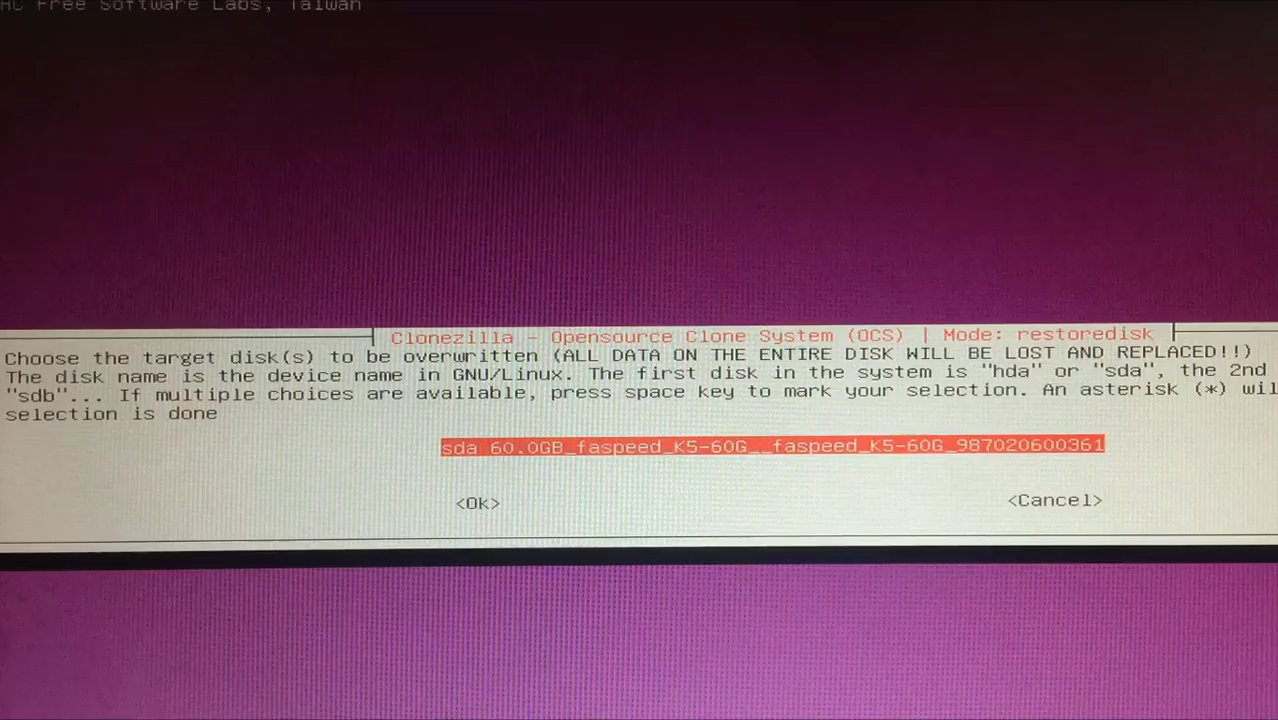 Free Software Labs, Taiwan
Clonezilla - Opensource Clone System (OCS) | Mode: restoredisk
Choose the target disk(s) to be overwritten (ALL DATA ON THE ENTIRE DISK WILL BE LOST AND REPLACED!!)
The disk name is the device name in GNU/Linux. The first disk in the system is "hda" or "sda", the 2nd
"sdb"... If multiple choices are available, press space key to mark your selection. An asterisk (*) wil
selection is done
sda 60.0GB_faspeed_K5-60G__faspeed_K5-60G_987020600361
<Ok> <Cancel>